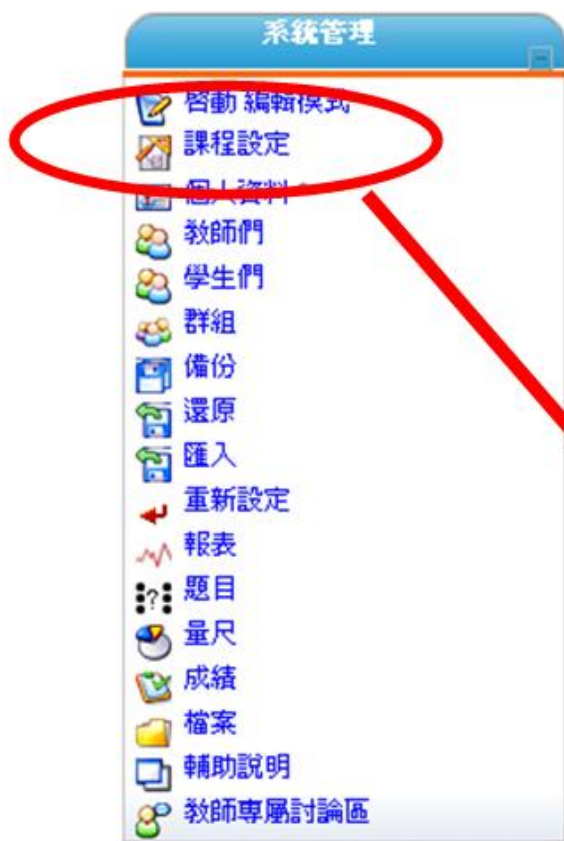 系統管理
啓動 編輯模式
課程設定
個人資料
教師們
學生們
群組
備份
還原
匯入
重新設定
報表
題目
量尺
成績
檔案
輔助說明
教師專屬討論區